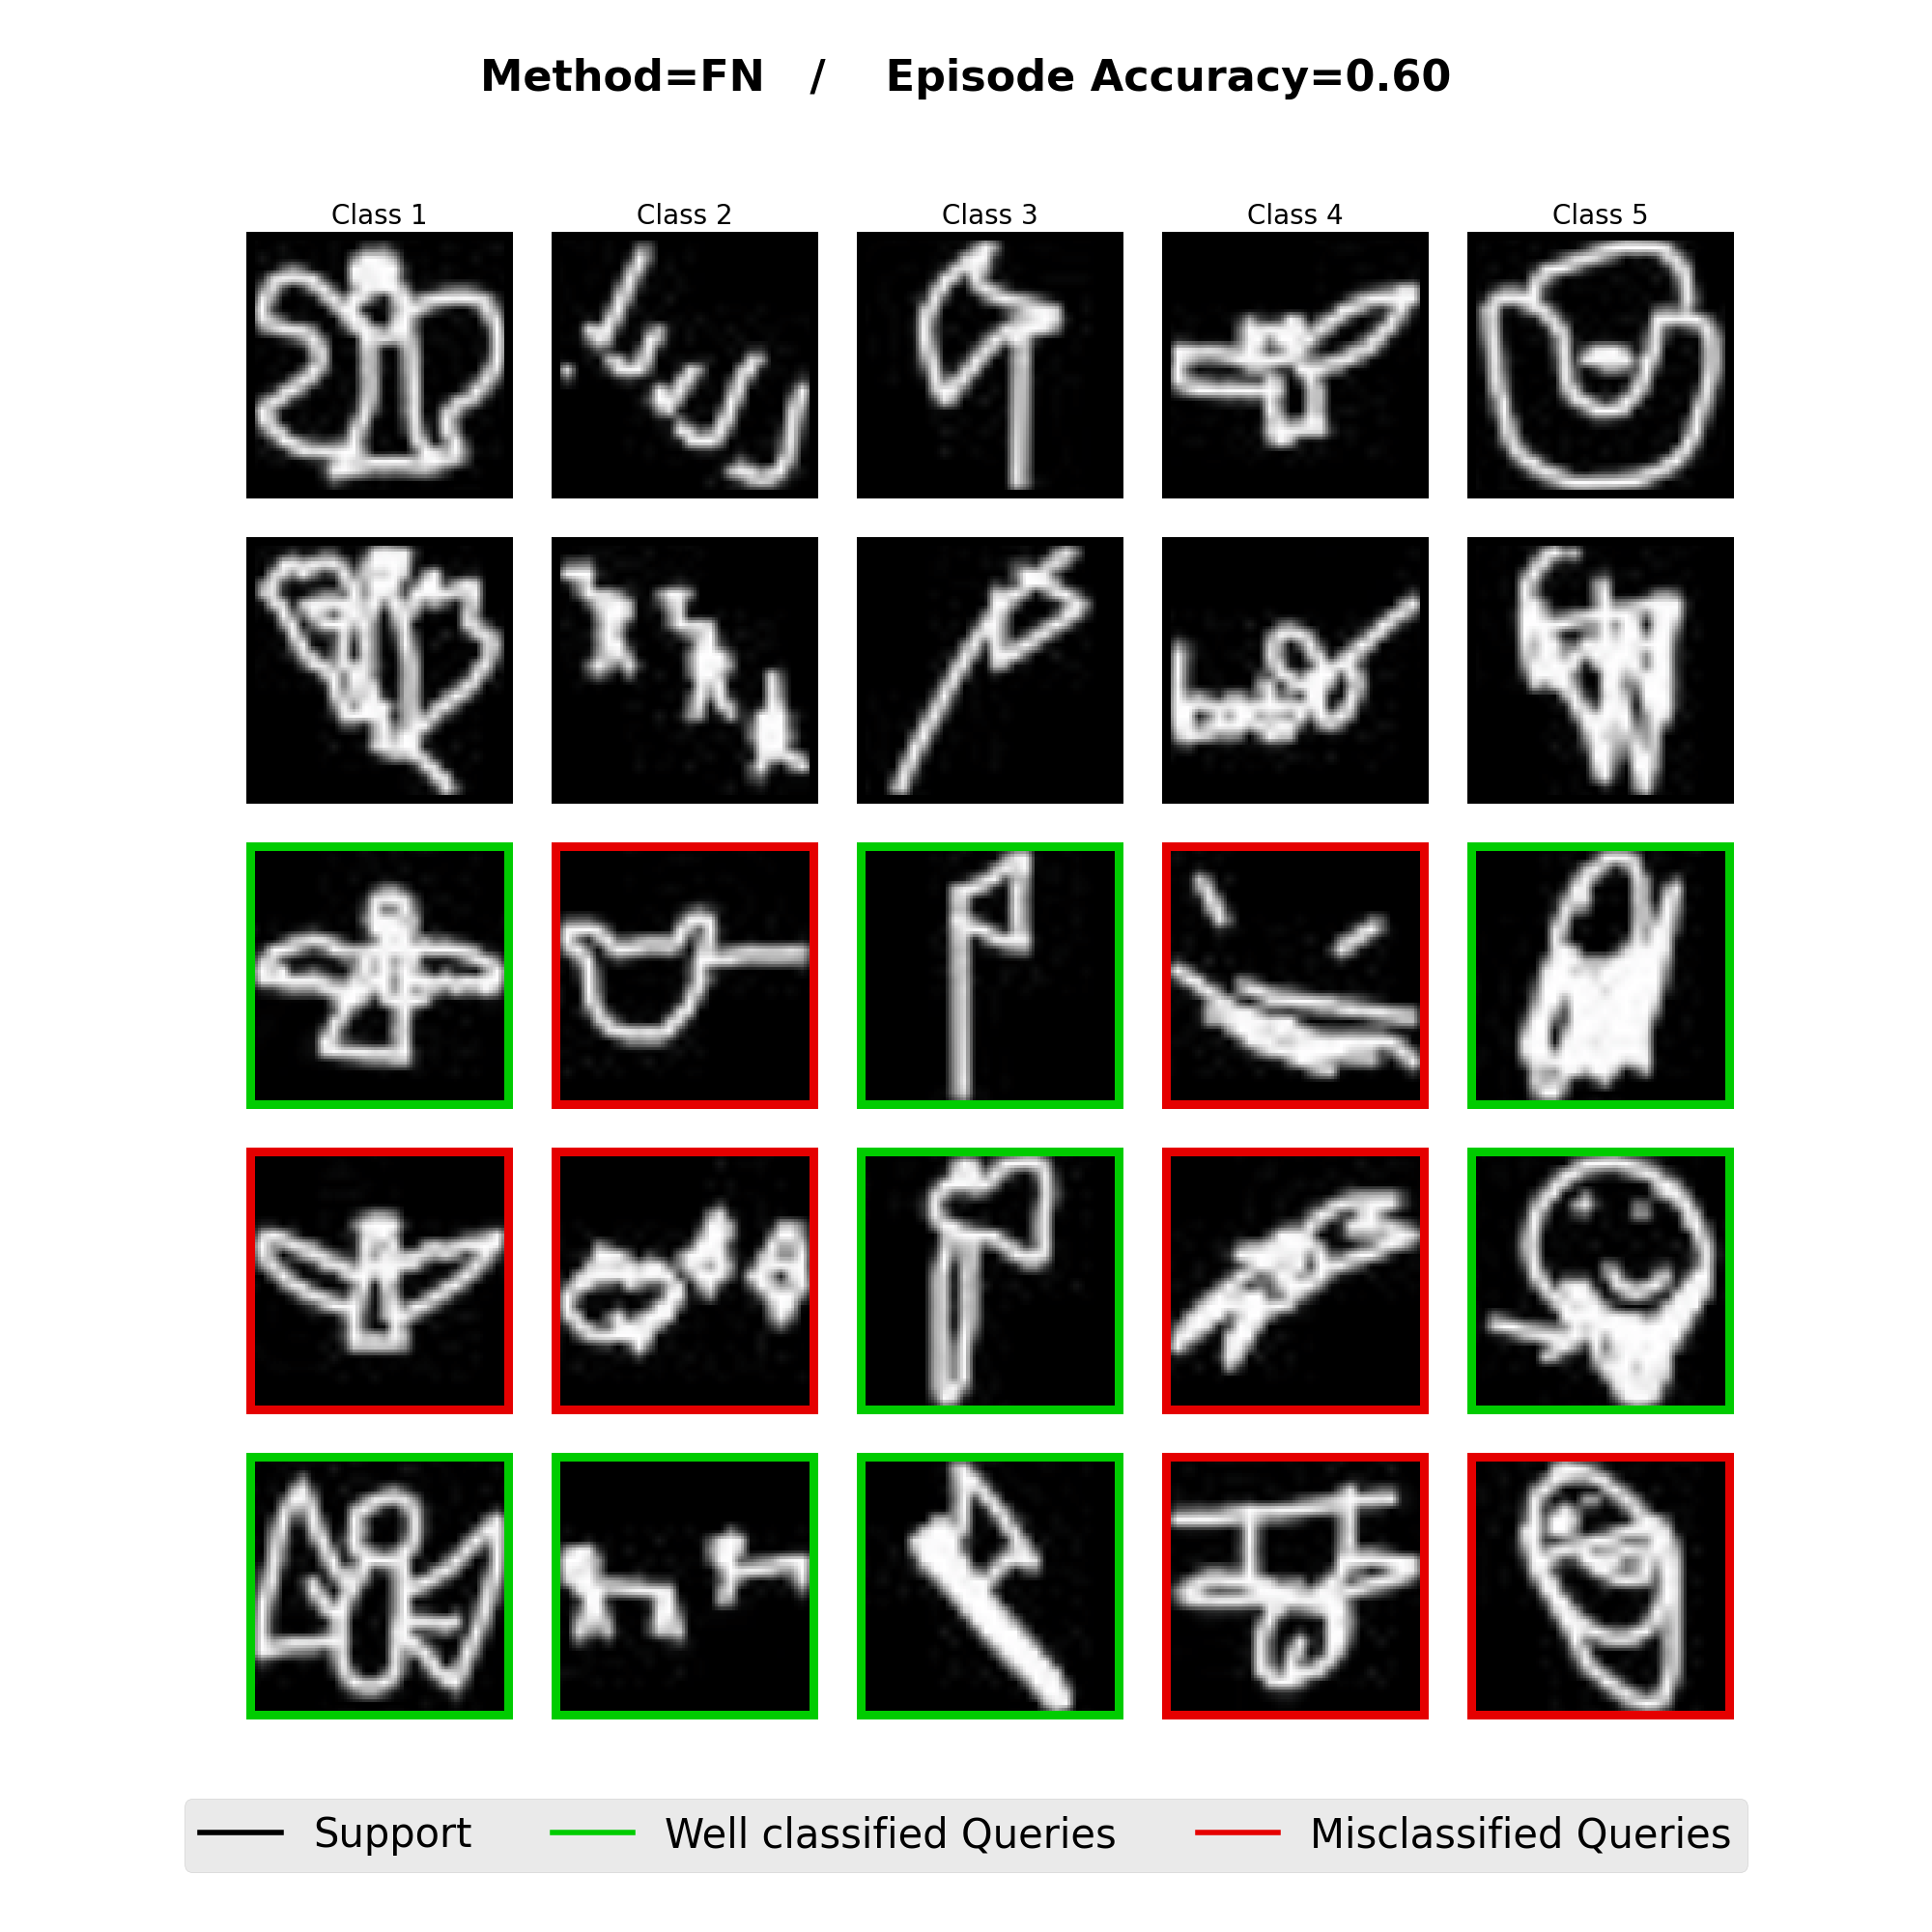 Method=FN / Episode Accuracy=0.60
Class 1 Class 2 Class 3 Class 4 Class 5
Support Well classified Queries Misclassified Queries